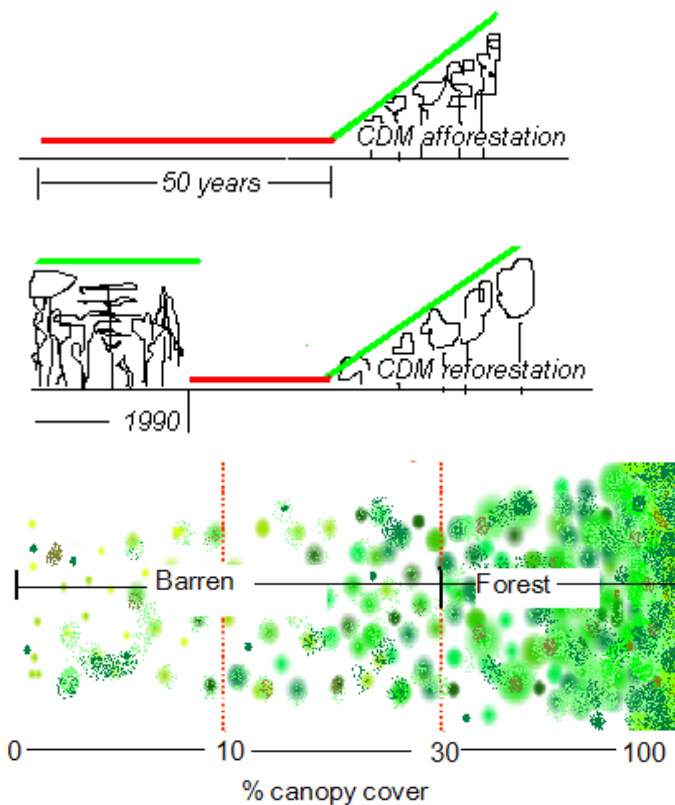 CDM afforestation
50 years
CDM reforestation
1990
Barren
Forest
0 10 30 100
% canopy cover